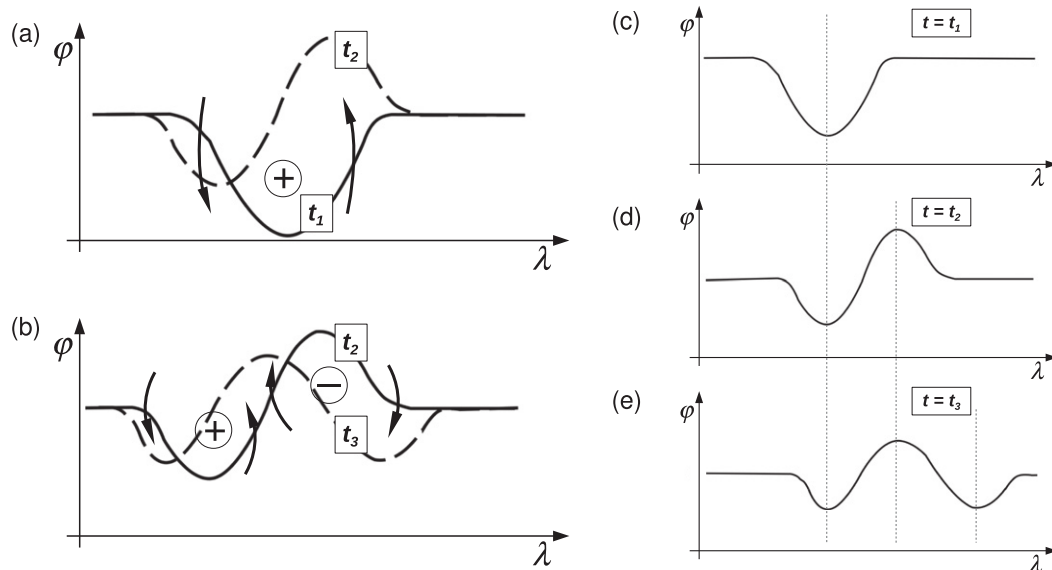 (a)
φ
t₂
+
t₁
λ
(b)
φ
t₂
−
+
t₃
λ
(c)
φ
t = t₁
λ
(d)
φ
t = t₂
λ
(e)
φ
t = t₃
λ